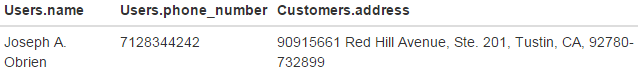 Users.name Users.phone_number Customers.address
Joseph A. 7128344242 90915661 Red Hill Avenue, Ste. 201, Tustin, CA, 92780-
Obrien 732899